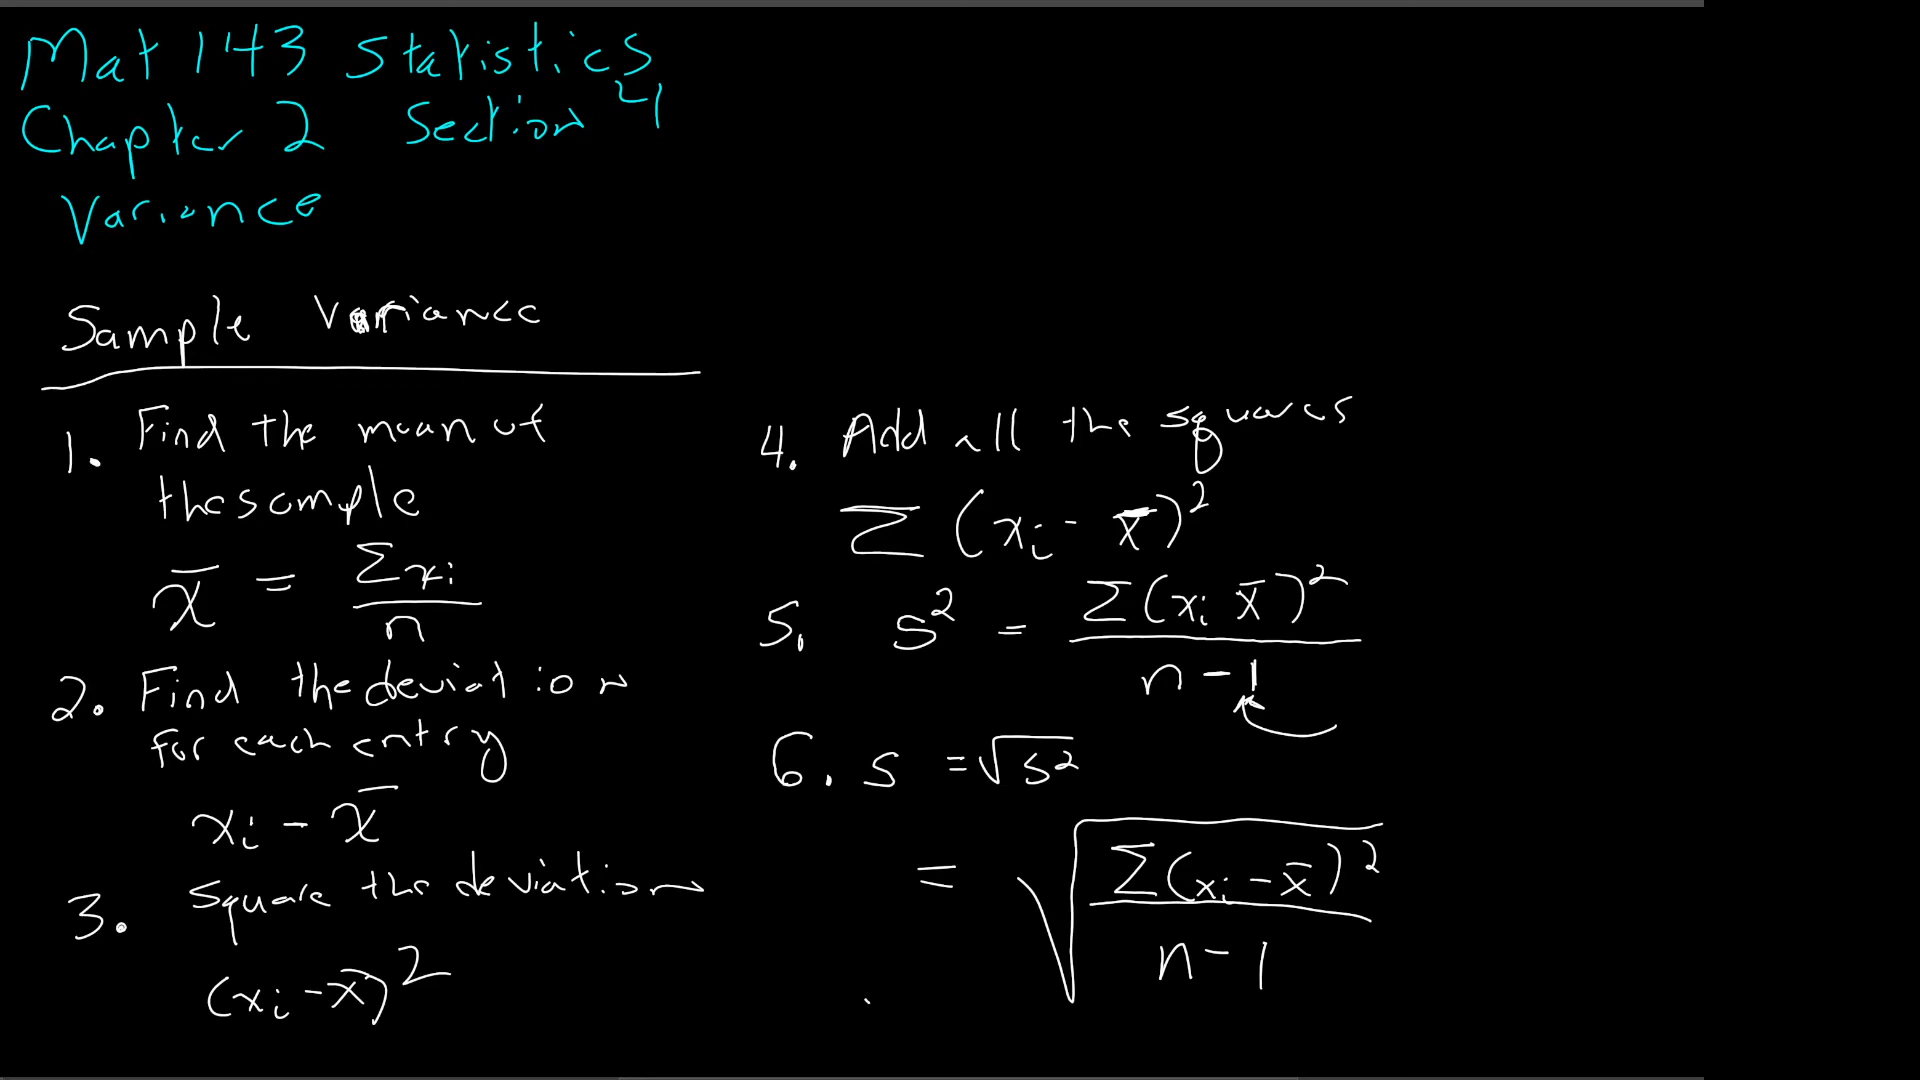 Mat 143 Statistics
Chapter 2 Section 4
Variance
Sample Variance
1. Find the mean of
the sample
x̄ = Σxi / n
2. Find the deviation
for each entry
xi - x̄
3. Square the deviation
(xi - x̄)²
4. Add all the squares
Σ (xi - x̄)²
5. s² = Σ(xi x̄)² / n - 1
6. s = √s²
= √(Σ(xi - x̄)² / n - 1)